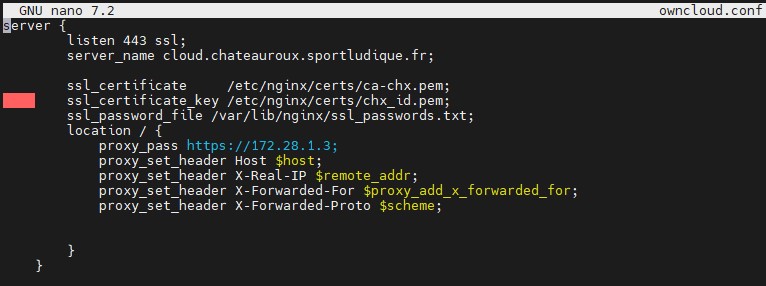 GNU nano 7.2 owncloud.conf
server {
listen 443 ssl;
server_name cloud.chateauroux.sportludique.fr;
ssl_certificate /etc/nginx/certs/ca-chx.pem;
ssl_certificate_key /etc/nginx/certs/chx_id.pem;
ssl_password_file /var/lib/nginx/ssl_passwords.txt;
location / {
proxy_pass https://172.28.1.3;
proxy_set_header Host $host;
proxy_set_header X-Real-IP $remote_addr;
proxy_set_header X-Forwarded-For $proxy_add_x_forwarded_for;
proxy_set_header X-Forwarded-Proto $scheme;
}
}